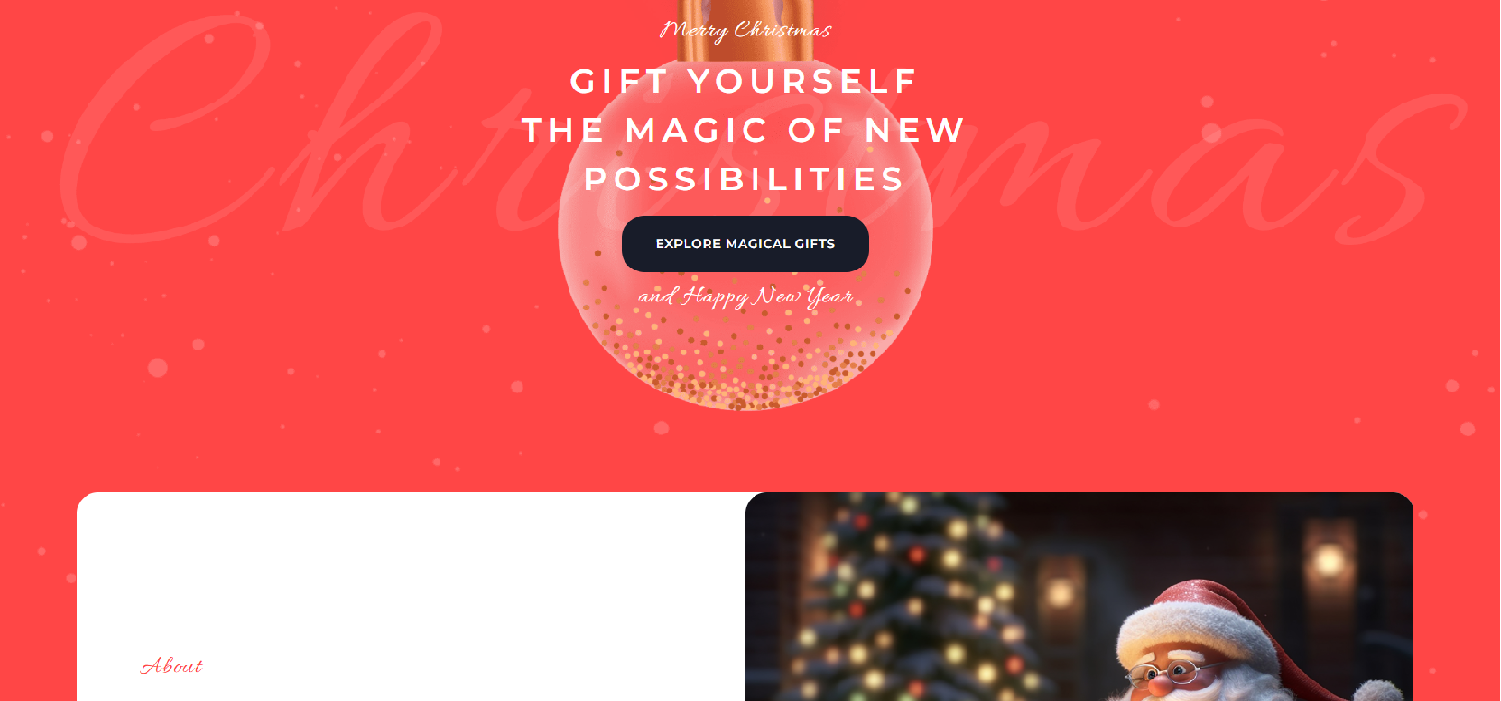 Christmas
Merry Christmas
GIFT YOURSELF
THE MAGIC OF NEW
POSSIBILITIES
EXPLORE MAGICAL GIFTS
and Happy New Year
About